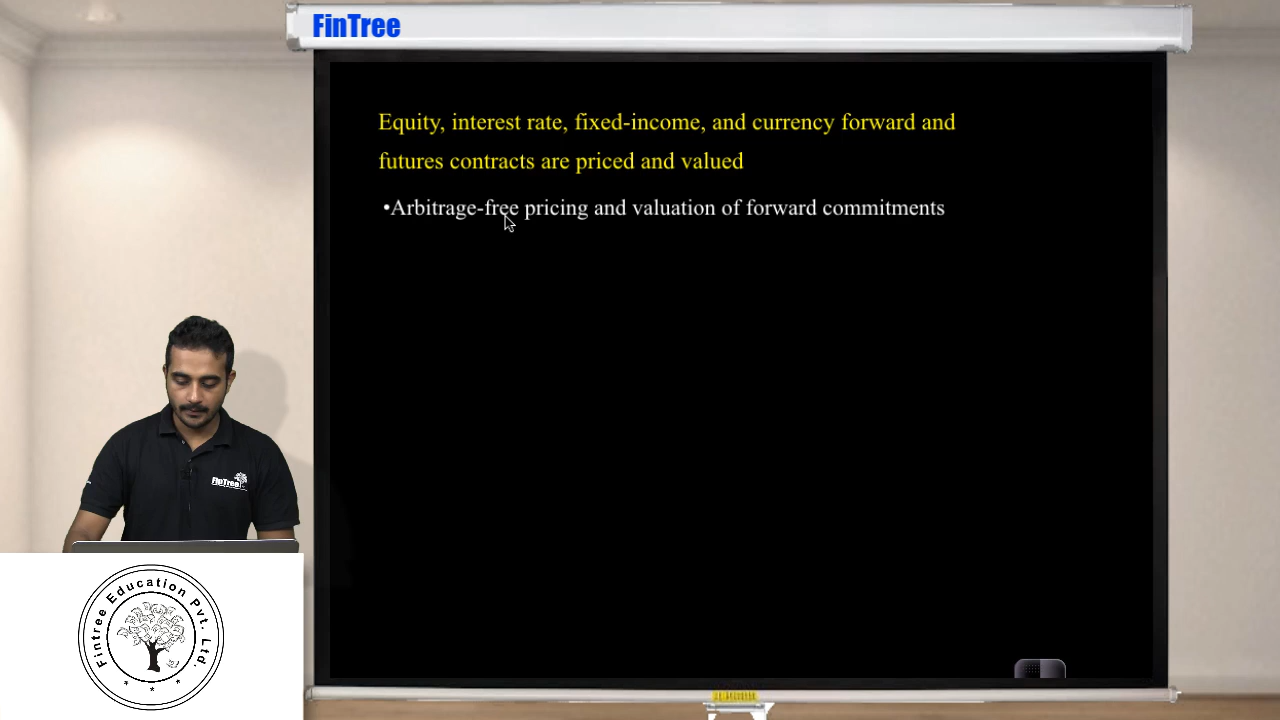 FinTree
Equity, interest rate, fixed-income, and currency forward and
futures contracts are priced and valued
•Arbitrage-free pricing and valuation of forward commitments
FinTree
Fintree Education Pvt. Ltd.